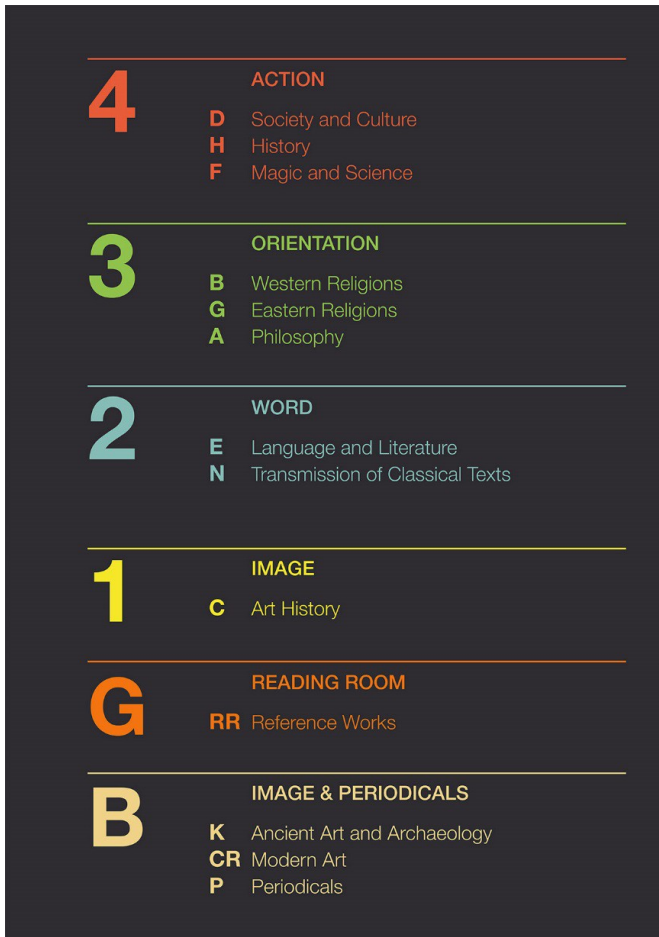 4
ACTION
D Society and Culture
H History
F Magic and Science
3
ORIENTATION
B Western Religions
G Eastern Religions
A Philosophy
2
WORD
E Language and Literature
N Transmission of Classical Texts
1
IMAGE
C Art History
G
READING ROOM
RR Reference Works
B
IMAGE & PERIODICALS
K Ancient Art and Archaeology
CR Modern Art
P Periodicals